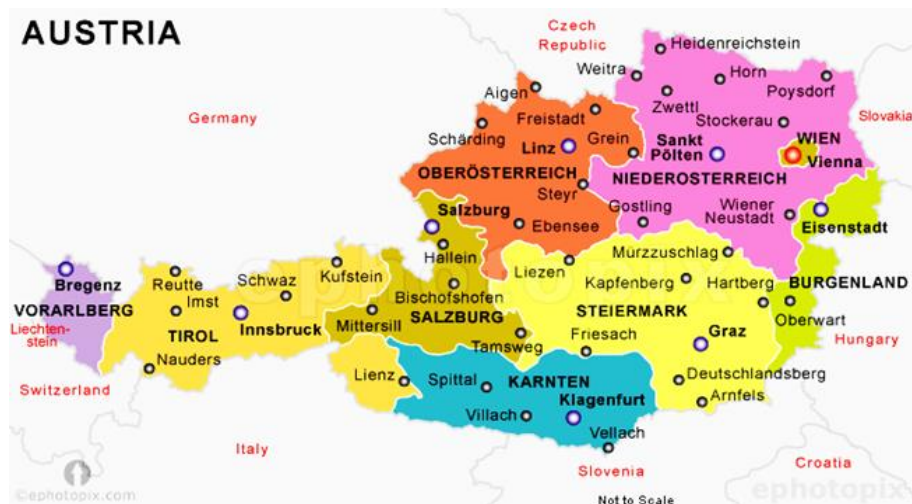 AUSTRIA
Czech
Republic
Heidenreichstein
Weitra
Horn
Poysdorf
Aigen
Zwettl
Germany
Freistadt
Stockerau
Slovakia
Schärding
Grein
Sankt
Pölten
WIEN
Linz
Vienna
OBERÖSTERREICH
NIEDEROSTERREICH
Steyr
Salzburg
Gostling
Wiener
Neustadt
Ebensee
Eisenstadt
Hallein
Mürzzuschlag
Liezen
Kufstein
Schwaz
Bregenz
Reutte
Kapfenberg
Hartberg
BURGENLAND
Bischofshofen
VORARLBERG
Imst
SALZBURG
STEIERMARK
Oberwart
Liechten-
stein
TIROL
Innsbruck
Mittersill
Graz
Friesach
Hungary
Tamsweg
Nauders
Switzerland
Lienz
Spittal
KARNTEN
Deutschlandsberg
Klagenfurt
Arnfels
Villach
Vellach
Italy
Slovenia
Croatia
©ephotopix.com
Not to Scale
ephotopix
ephotopix